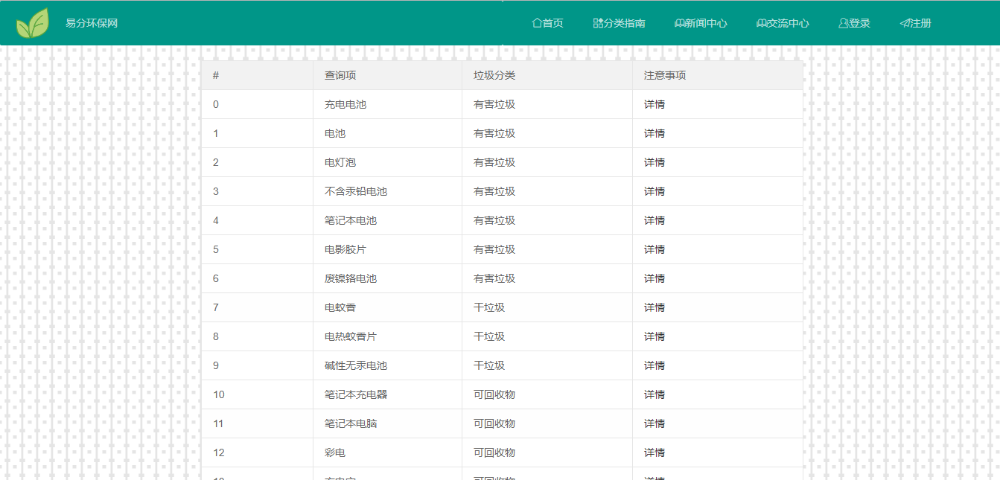 易分环保网 首页 分类指南 新闻中心 交流中心 登录 注册
# 查询项 垃圾分类 注意事项
0 充电电池 有害垃圾 详情
1 电池 有害垃圾 详情
2 电灯泡 有害垃圾 详情
3 不含汞铅电池 有害垃圾 详情
4 笔记本电池 有害垃圾 详情
5 电影胶片 有害垃圾 详情
6 废镍铬电池 有害垃圾 详情
7 电蚊香 干垃圾 详情
8 电热蚊香片 干垃圾 详情
9 碱性无汞电池 干垃圾 详情
10 笔记本充电器 可回收物 详情
11 笔记本电脑 可回收物 详情
12 彩电 可回收物 详情